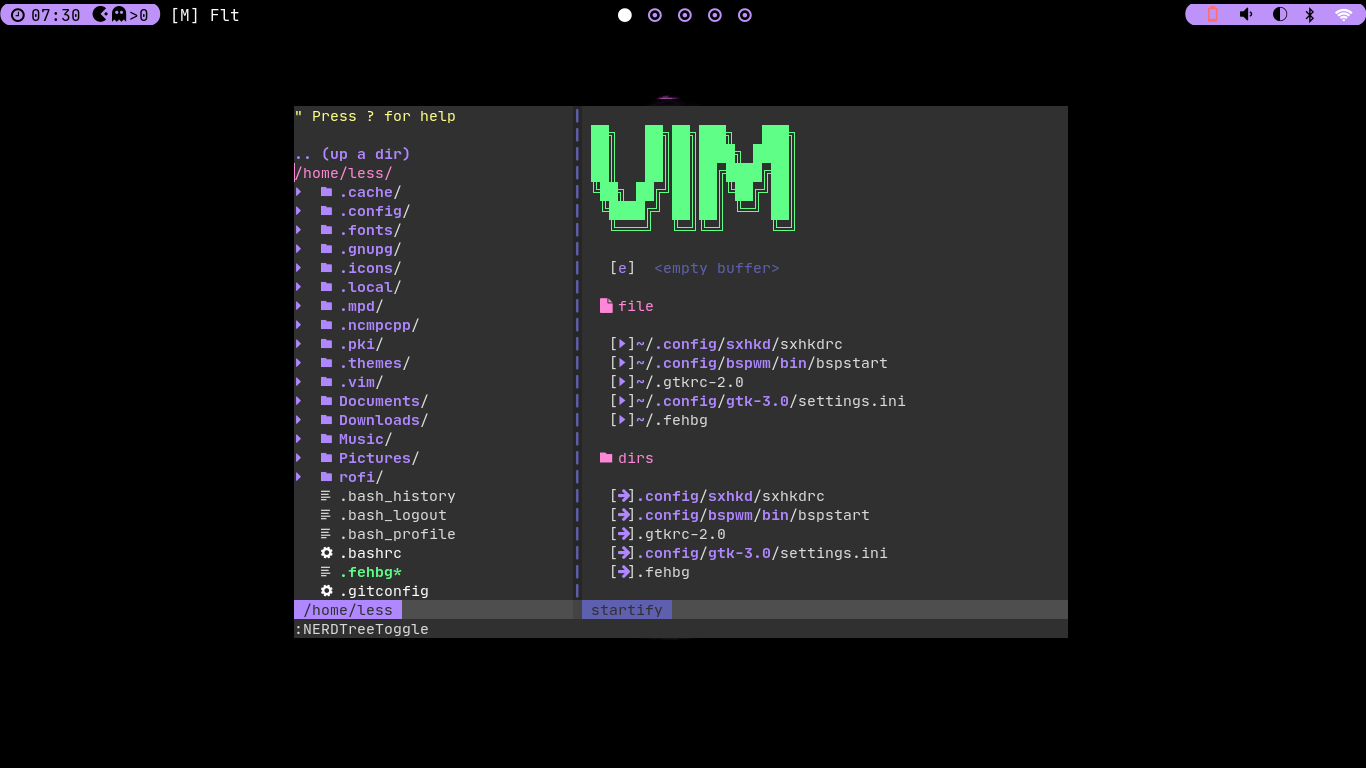 07:30 >0 [M] Flt
" Press ? for help
.. (up a dir)
/home/less/
.cache/
.config/
.fonts/
.gnupg/
.icons/
.local/
.mpd/
.ncmpcpp/
.pki/
.themes/
.vim/
Documents/
Downloads/
Music/
Pictures/
rofi/
.bash_history
.bash_logout
.bash_profile
.bashrc
.fehbg*
.gitconfig
/home/less
:NERDTreeToggle
VIM
[e] <empty buffer>
file
[▸]~/.config/sxhkd/sxhkdrc
[▸]~/.config/bspwm/bin/bspstart
[▸]~/.gtkrc-2.0
[▸]~/.config/gtk-3.0/settings.ini
[▸]~/.fehbg
dirs
[➜].config/sxhkd/sxhkdrc
[➜].config/bspwm/bin/bspstart
[➜].gtkrc-2.0
[➜].config/gtk-3.0/settings.ini
[➜].fehbg
startify